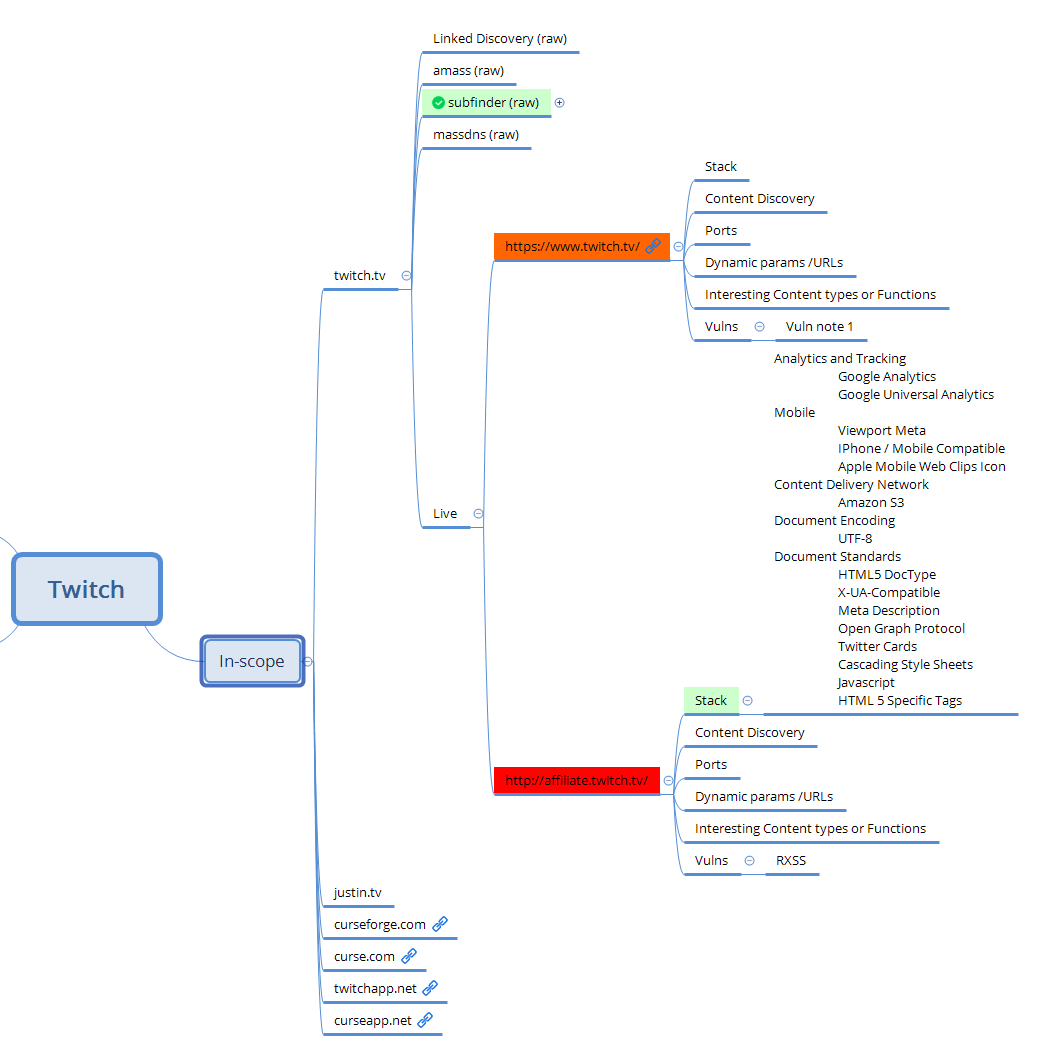 Linked Discovery (raw)
amass (raw)
subfinder (raw)
massdns (raw)
Stack
Content Discovery
https://www.twitch.tv/
Ports
Dynamic params /URLs
twitch.tv
Interesting Content types or Functions
Vulns
Vuln note 1
Analytics and Tracking
Google Analytics
Google Universal Analytics
Mobile
Viewport Meta
IPhone / Mobile Compatible
Apple Mobile Web Clips Icon
Content Delivery Network
Amazon S3
Live
Document Encoding
UTF-8
Document Standards
HTML5 DocType
Twitch
X-UA-Compatible
Meta Description
Open Graph Protocol
Twitter Cards
In-scope
Cascading Style Sheets
Javascript
HTML 5 Specific Tags
Stack
Content Discovery
Ports
http://affiliate.twitch.tv/
Dynamic params /URLs
Interesting Content types or Functions
Vulns
RXSS
justin.tv
curseforge.com
curse.com
twitchapp.net
curseapp.net